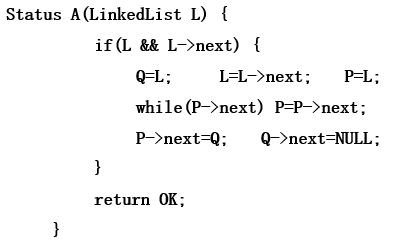 Status A(LinkedList L) {
if(L && L->next) {
Q=L; L=L->next; P=L;
while(P->next) P=P->next;
P->next=Q; Q->next=NULL;
}
return OK;
}